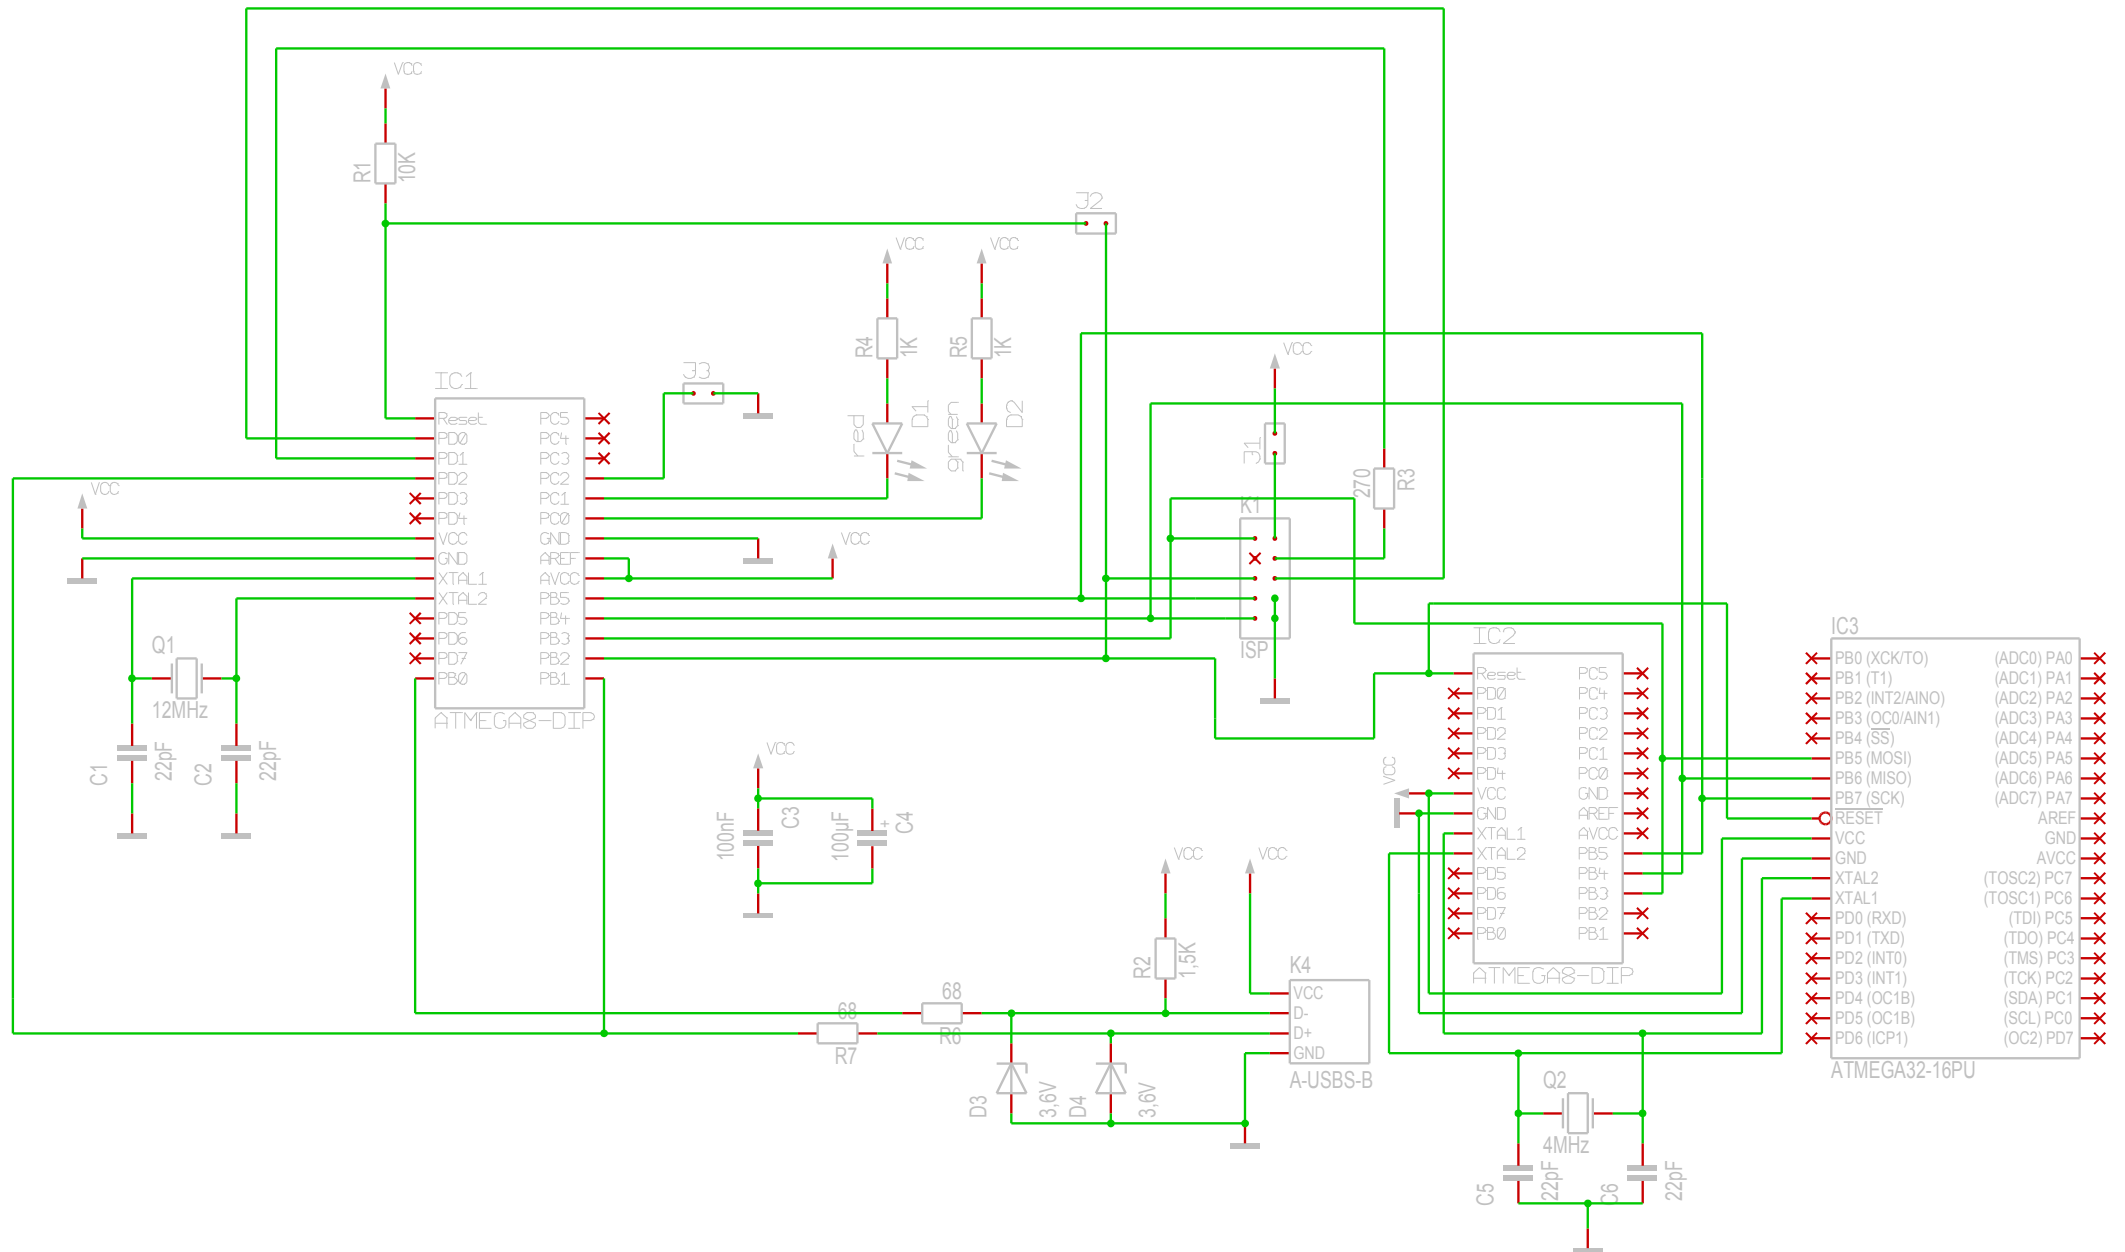 VCC
R1
10K
J2
VCC
VCC
R4
1K
R5
1K
VCC
J3
IC1
red
D1
green
D2
J1
270
R3
Reset
PD0
PD1
PD2
PD3
PD4
VCC
GND
XTAL1
XTAL2
PD5
PD6
PD7
PB0
PC5
PC4
PC3
PC2
PC1
PC0
GND
AREF
AVCC
PB5
PB4
PB3
PB2
PB1
ATMEGA8-DIP
VCC
VCC
K1
ISP
Q1
12MHz
C1
22pF
C2
22pF
VCC
100nF
C3
100µF
+
C4
IC2
Reset
PD0
PD1
PD2
PD3
PD4
VCC
GND
XTAL1
XTAL2
PD5
PD6
PD7
PB0
PC5
PC4
PC3
PC2
PC1
PC0
GND
AREF
AVCC
PB5
PB4
PB3
PB2
PB1
ATMEGA8-DIP
VCC
IC3
PB0 (XCK/TO)
PB1 (T1)
PB2 (INT2/AINO)
PB3 (OC0/AIN1)
PB4 (SS)
PB5 (MOSI)
PB6 (MISO)
PB7 (SCK)
RESET
VCC
GND
XTAL2
XTAL1
PD0 (RXD)
PD1 (TXD)
PD2 (INT0)
PD3 (INT1)
PD4 (OC1B)
PD5 (OC1B)
PD6 (ICP1)
(ADC0) PA0
(ADC1) PA1
(ADC2) PA2
(ADC3) PA3
(ADC4) PA4
(ADC5) PA5
(ADC6) PA6
(ADC7) PA7
AREF
GND
AVCC
(TOSC2) PC7
(TOSC1) PC6
(TDI) PC5
(TDO) PC4
(TMS) PC3
(TCK) PC2
(SDA) PC1
(SCL) PC0
(OC2) PD7
ATMEGA32-16PU
VCC
VCC
R2
1,5K
K4
VCC
D-
D+
GND
A-USBS-B
68
R6
68
R7
D3
3,6V
D4
3,6V
Q2
4MHz
C5
22pF
C6
22pF